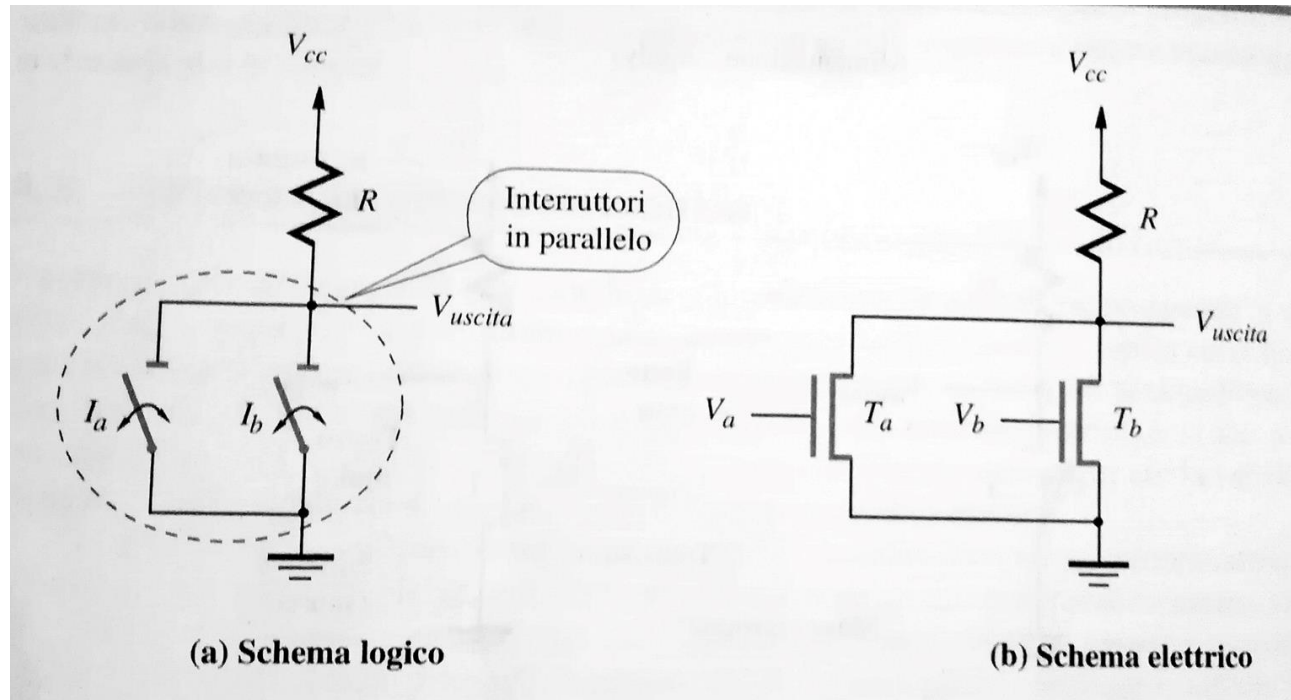 Vcc
R
Interruttori
in parallelo
Vuscita
Ia
Ib
(a) Schema logico
Vcc
R
Vuscita
Va
Ta
Vb
Tb
(b) Schema elettrico